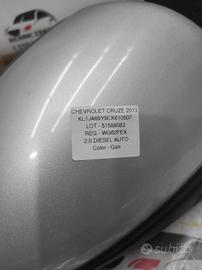 CHEVROLET CRUZE 2013
KL1JA69Y9CK610507
LOT - 51588083
REG - WG62FEX
2.0 DIESEL AUTO
Color - Gan
subito